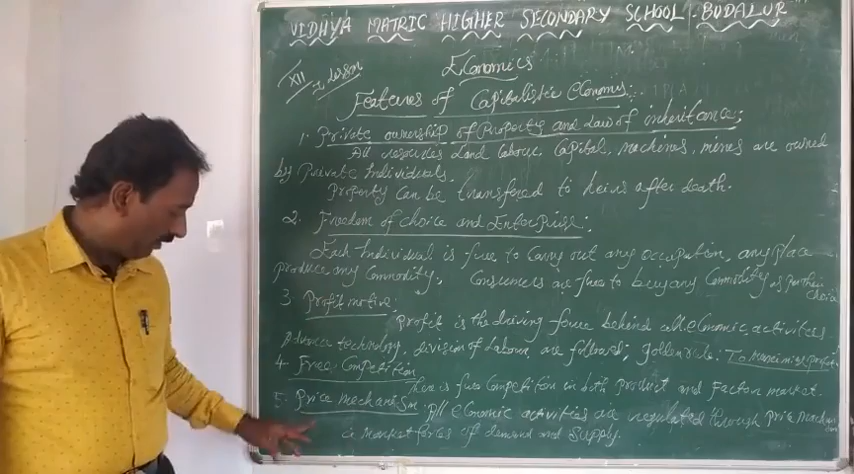 VIDHYA MATRIC HIGHER SECONDARY SCHOOL - BUDALUR
XII I lesson
Economics
Features of Capitalistic economy:
1. Private ownership of Property and Law of inheritance:
All resources Land labour, Capital, machines, mines are owned
by Private Individuals.
Property can be transfered to heirs after death.
2. Freedom of choice and Enterprise:
Each Individual is free to carry out any occupation, any place
produce any Commodity. Consumers are free to buy any Commodity as per their
choice
3 Profit motive:
Profit is the driving force behind all economic activities
Advance technology, division of Labour are followed; golden rule: To maximise profit.
4. Free Competition
There is free Competition in both Product and Factor market.
5. Price mechanism
All economic activities are regulated through price mechanism
market forces of demand and Supply.